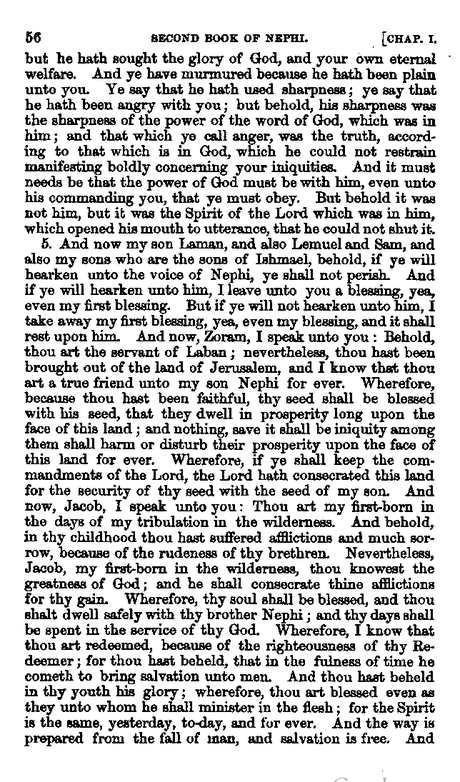 56 SECOND BOOK OF NEPHI. [CHAP. I.
but he hath sought the glory of God, and your own eternal
welfare. And ye have murmured because he hath been plain
unto you. Ye say that he hath used sharpness; ye say that
he hath been angry with you; but behold, his sharpness was
the sharpness of the power of the word of God, which was in
him; and that which ye call anger, was the truth, accord-
ing to that which is in God, which he could not restrain
manifesting boldly concerning your iniquities. And it must
needs be that the power of God must be with him, even unto
his commanding you, that ye must obey. But behold it was
not him, but it was the Spirit of the Lord which was in him,
which opened his mouth to utterance, that he could not shut it.
5. And now my son Laman, and also Lemuel and Sam, and
also my sons who are the sons of Ishmael, behold, if ye will
hearken unto the voice of Nephi, ye shall not perish. And
if ye will hearken unto him, I leave unto you a blessing, yea,
even my first blessing. But if ye will not hearken unto him, I
take away my first blessing, yea, even my blessing, and it shall
rest upon him. And now, Zoram, I speak unto you: Behold,
thou art the servant of Laban; nevertheless, thou hast been
brought out of the land of Jerusalem, and I know that thou
art a true friend unto my son Nephi for ever. Wherefore,
because thou hast been faithful, thy seed shall be blessed
with his seed, that they dwell in prosperity long upon the
face of this land; and nothing, save it shall be iniquity among
them shall harm or disturb their prosperity upon the face of
this land for ever. Wherefore, if ye shall keep the com-
mandments of the Lord, the Lord hath consecrated this land
for the security of thy seed with the seed of my son. And
now, Jacob, I speak unto you: Thou art my first-born in
the days of my tribulation in the wilderness. And behold,
in thy childhood thou hast suffered afflictions and much sor-
row, because of the rudeness of thy brethren. Nevertheless,
Jacob, my first-born in the wilderness, thou knowest the
greatness of God; and he shall consecrate thine afflictions
for thy gain. Wherefore, thy soul shall be blessed, and thou
shalt dwell safely with thy brother Nephi; and thy days shall
be spent in the service of thy God. Wherefore, I know that
thou art redeemed, because of the righteousness of thy Re-
deemer; for thou hast beheld, that in the fulness of time he
cometh to bring salvation unto men. And thou hast beheld
in thy youth his glory; wherefore, thou art blessed even as
they unto whom he shall minister in the flesh; for the Spirit
is the same, yesterday, to-day, and for ever. And the way is
prepared from the fall of man, and salvation is free. And